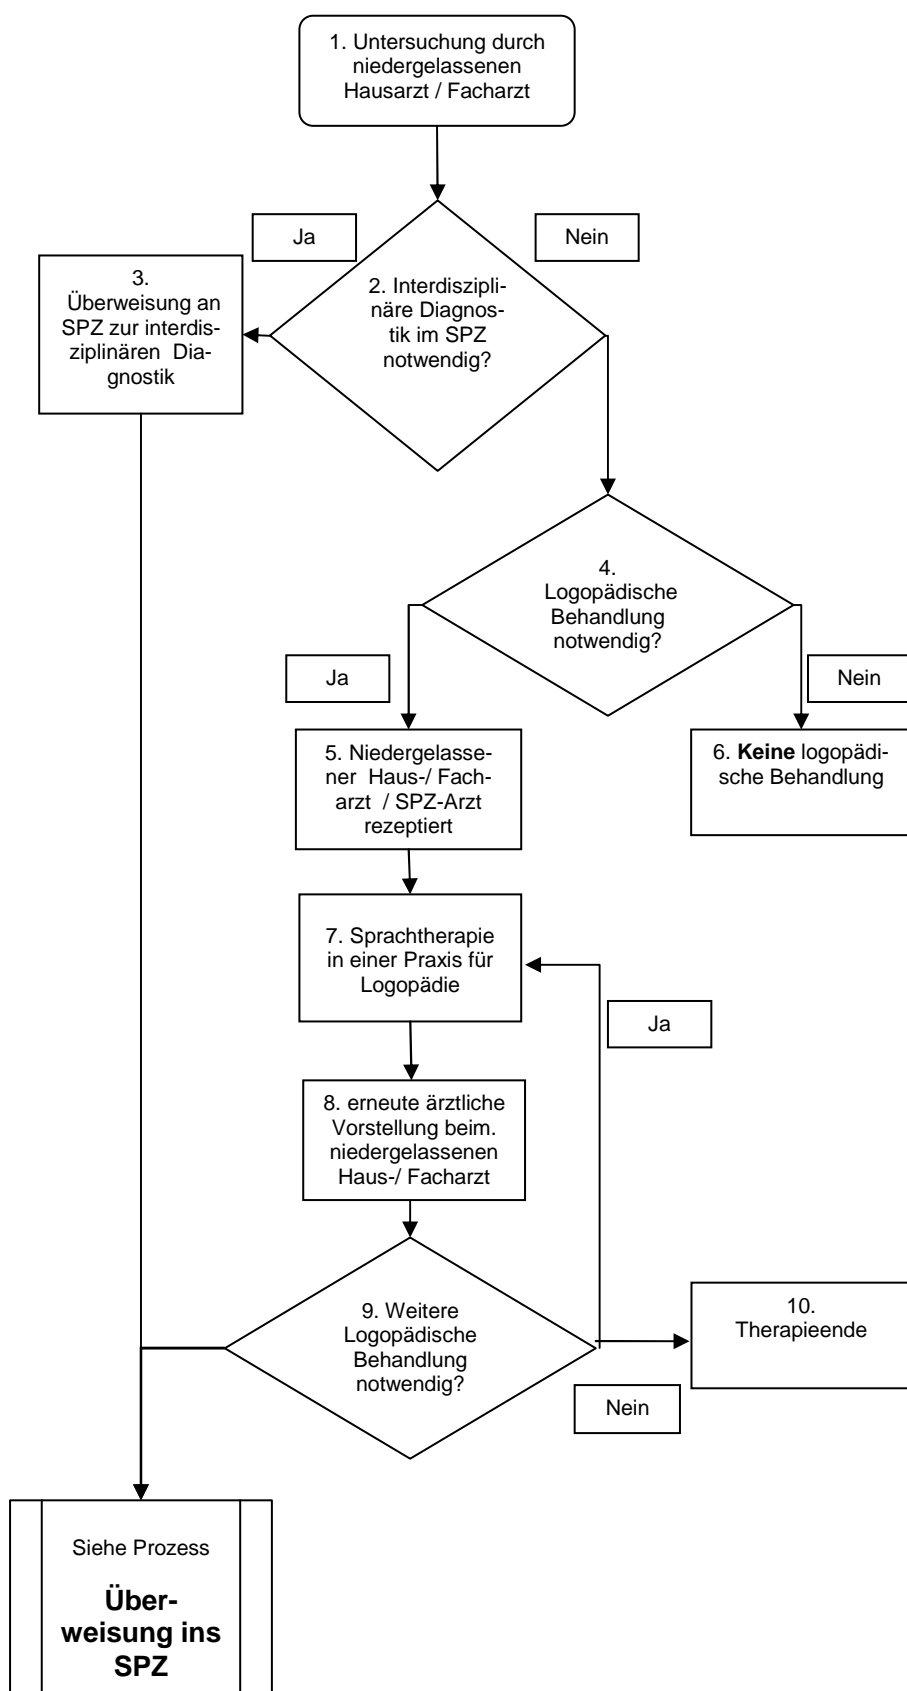 1. Untersuchung durch
niedergelassenen
Hausarzt / Facharzt
Ja
Nein
3.
Überweisung an
SPZ zur interdis-
ziplinären Dia-
gnostik
2. Interdiszipli-
näre Diagnos-
tik im SPZ
notwendig?
4.
Logopädische
Behandlung
notwendig?
Ja
Nein
5. Niedergelasse-
ner Haus-/ Fach-
arzt / SPZ-Arzt
rezeptiert
6. Keine logopädi-
sche Behandlung
7. Sprachtherapie
in einer Praxis für
Logopädie
Ja
8. erneute ärztliche
Vorstellung beim.
niedergelassenen
Haus-/ Facharzt
9. Weitere
Logopädische
Behandlung
notwendig?
10.
Therapieende
Nein
Siehe Prozess
Über-
weisung ins
SPZ